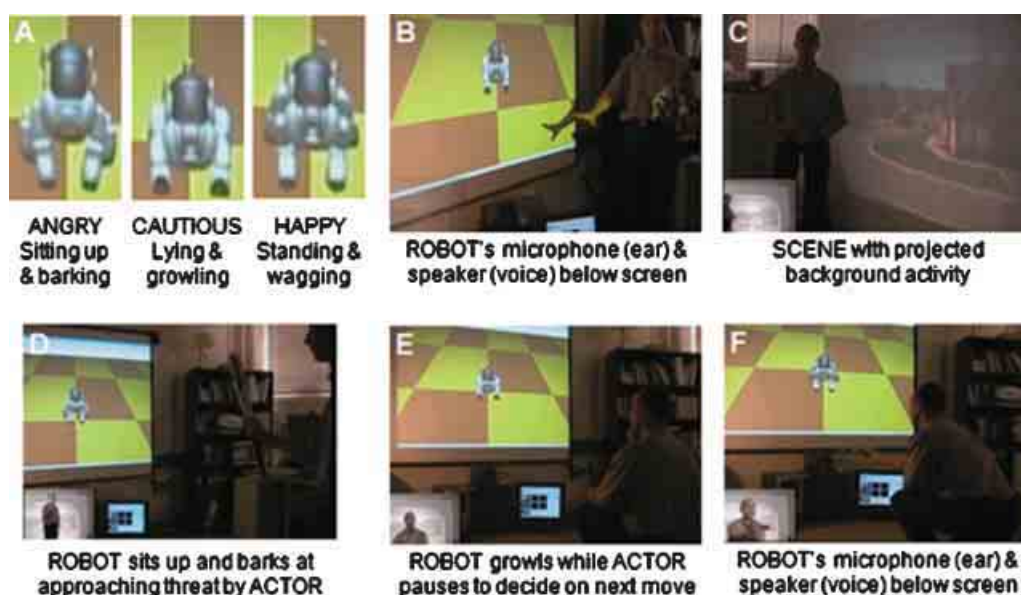 A
B
C
ANGRY
Sitting up
& barking
CAUTIOUS
Lying &
growling
HAPPY
Standing &
wagging
ROBOT's microphone (ear) &
speaker (voice) below screen
SCENE with projected
background activity
D
E
F
ROBOT sits up and barks at
approaching threat by ACTOR
ROBOT growls while ACTOR
pauses to decide on next move
ROBOT's microphone (ear) &
speaker (voice) below screen